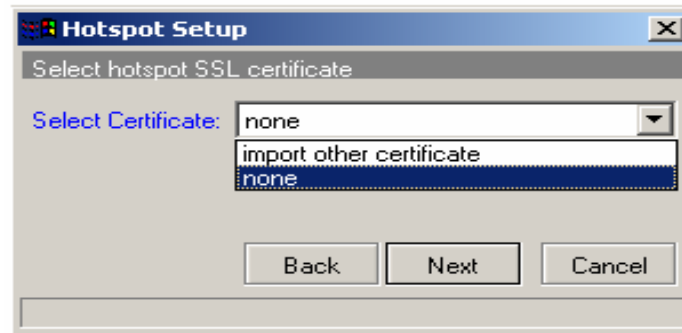 Hotspot Setup
Select hotspot SSL certificate
Select Certificate: none
import other certificate
none
Back Next Cancel